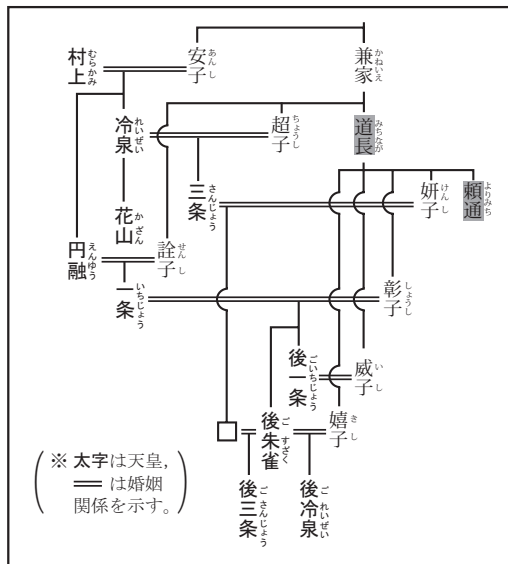 兼家
かねいえ
安子
あんし
村上
むらかみ
道長
みちなが
超子
ちょうし
冷泉
れいぜい
頼通
よりみち
妍子
けんし
三条
さんじょう
花山
かざん
詮子
せんし
円融
えんゆう
彰子
しょうし
一条
いちじょう
威子
いし
後一条
ごいちじょう
嬉子
きし
後朱雀
ごすざく
後冷泉
ごれいぜい
後三条
ごさんじょう
※ 太字は天皇,
は婚姻
関係を示す。